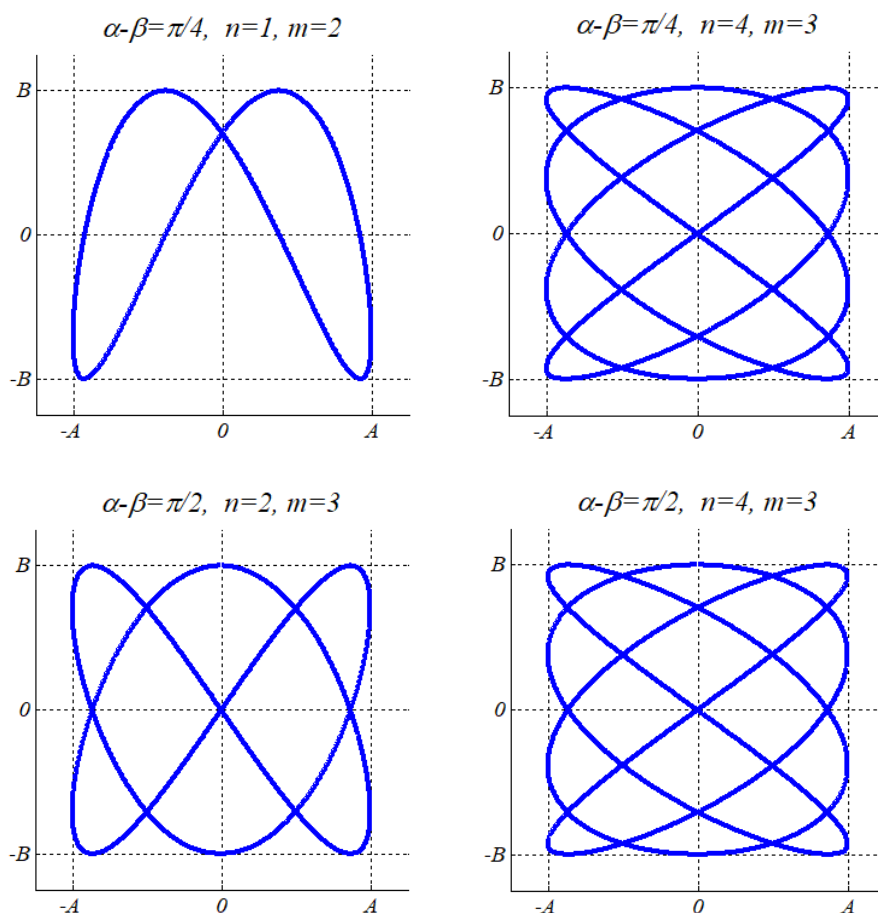 α-β=π/4, n=1, m=2
B
0
-B
-A 0 A
α-β=π/4, n=4, m=3
B
0
-B
-A 0 A
α-β=π/2, n=2, m=3
B
0
-B
-A 0 A
α-β=π/2, n=4, m=3
B
0
-B
-A 0 A